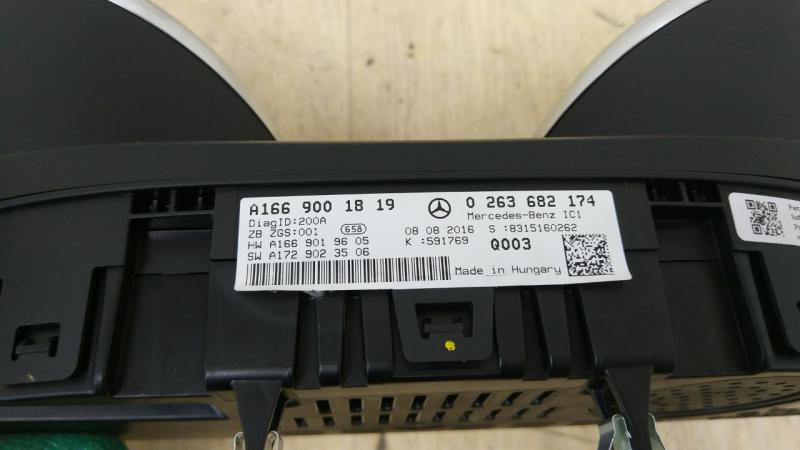 A166 900 18 19 0 263 682 174
DiagID:200A Mercedes-Benz IC1
ZB ZGS:001 658 08 08 2016 S :8315160262
HW A166 901 96 05 K :591769 Q003
SW A172 902 35 06
Made in Hungary
Part